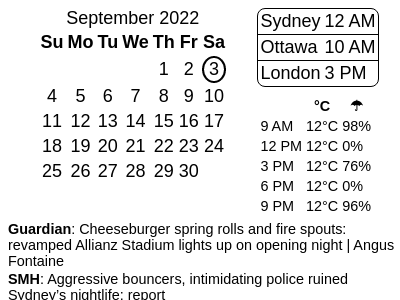 September 2022
Su Mo Tu We Th Fr Sa
1 2 3
4 5 6 7 8 9 10
11 12 13 14 15 16 17
18 19 20 21 22 23 24
25 26 27 28 29 30
Sydney 12 AM
Ottawa 10 AM
London 3 PM
°C ☂
9 AM 12°C 98%
12 PM 12°C 0%
3 PM 12°C 76%
6 PM 12°C 0%
9 PM 12°C 96%
Guardian: Cheeseburger spring rolls and fire spouts:
revamped Allianz Stadium lights up on opening night | Angus
Fontaine
SMH: Aggressive bouncers, intimidating police ruined
Sydney's nightlife: report